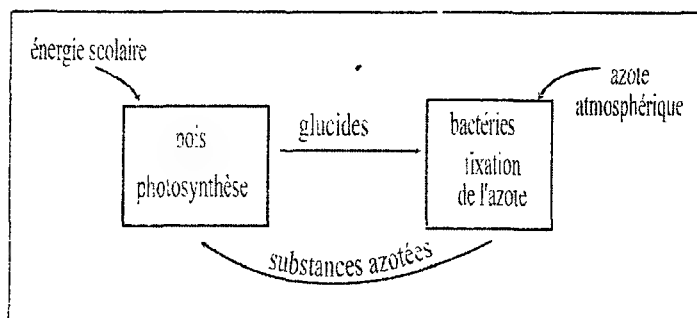 énergie scolaire
azote
atmosphérique
pois
photosynthèse
glucides
bactéries
fixation
de l'azote
substances azotées